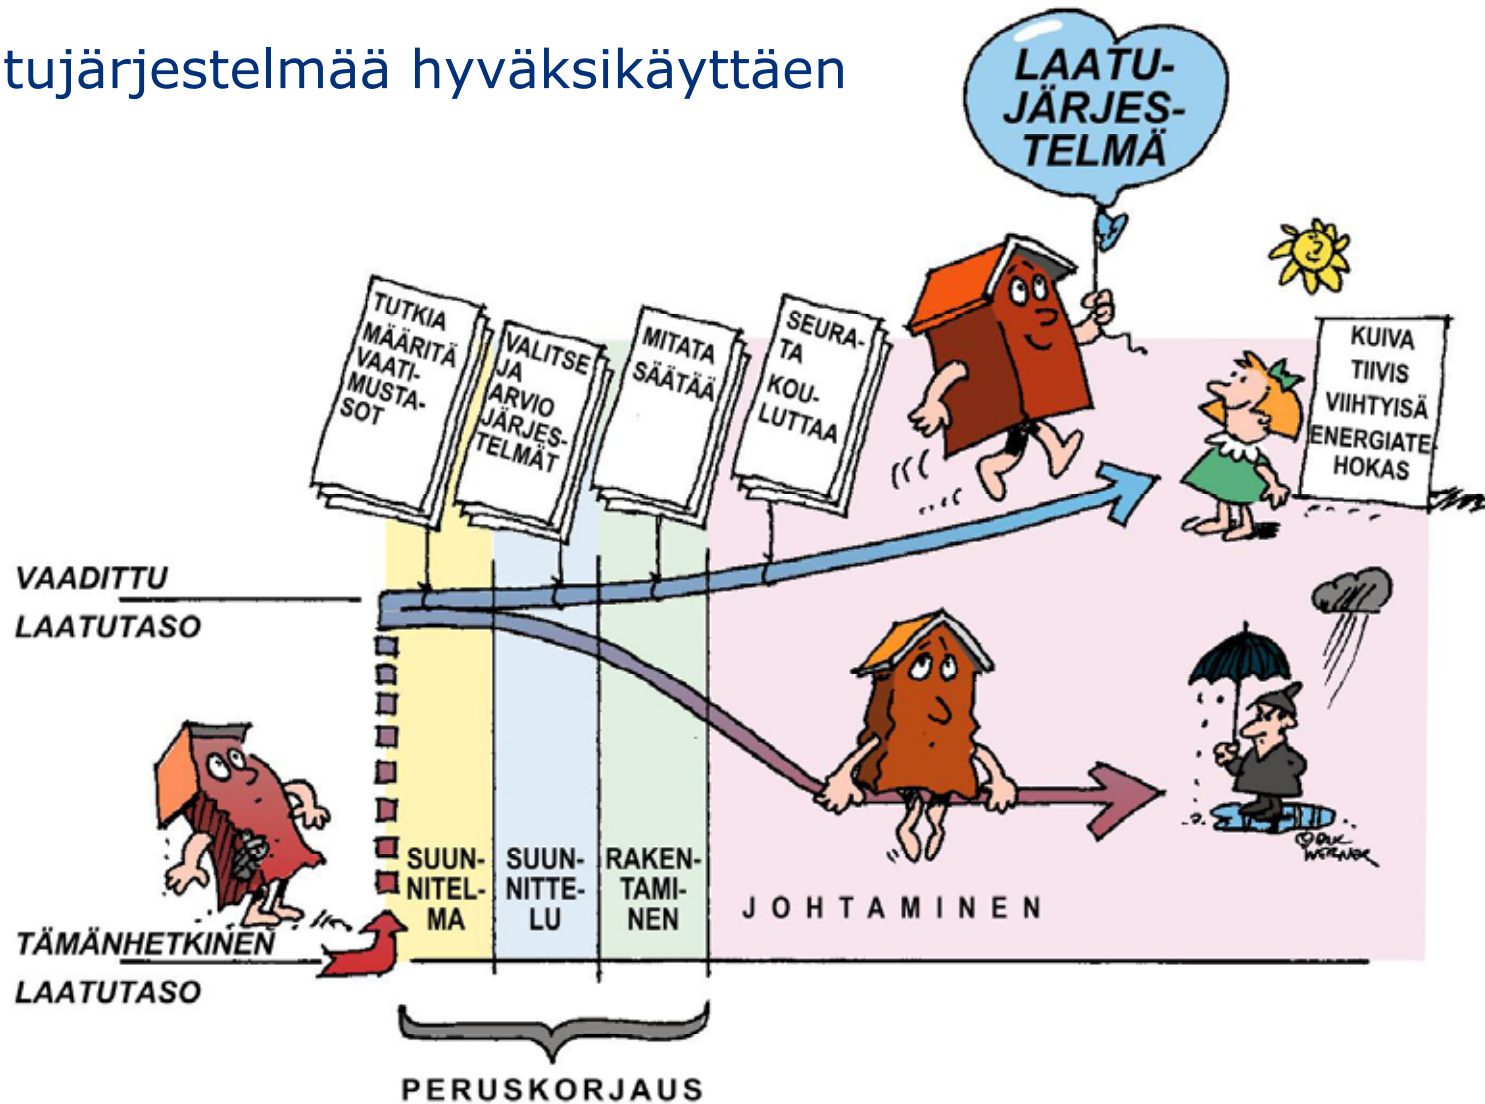 tujärjestelmää hyväksikäyttäen
LAATU-
JÄRJES-
TELMÄ
TUTKIA
MÄÄRITÄ
VAATI-
MUSTA-
SOT
VALITSE
JA
ARVIO
JÄRJES-
TELMÄT
MITATA
SÄÄTÄÄ
SEURA-
TA
KOU-
LUTTAA
KUIVA
TIIVIS
VIIHTYISÄ
ENERGIATE-
HOKAS
VAADITTU
LAATUTASO
SUUN-
NITEL-
MA
SUUN-
NITTE-
LU
RAKEN-
TAMI-
NEN
JOHTAMINEN
TÄMÄNHETKINEN
LAATUTASO
PERUSKORJAUS
WERNER